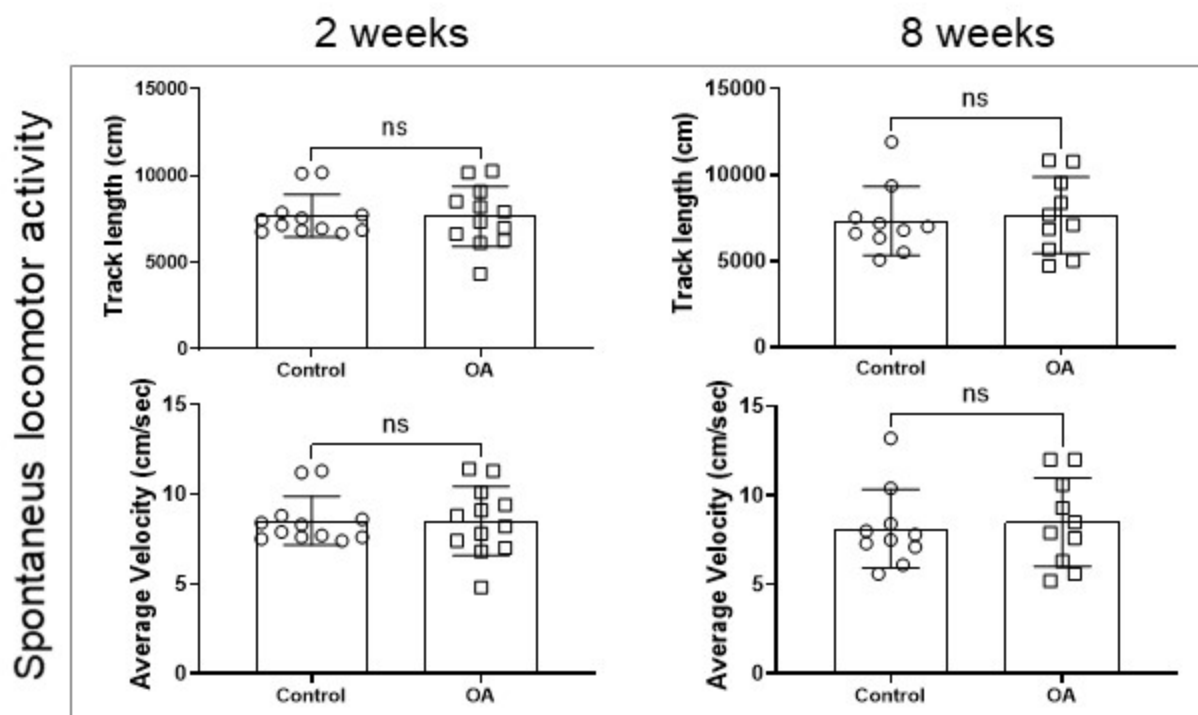 2 weeks
8 weeks
Spontaneus locomotor activity
Track length (cm)
15000
10000
5000
0
ns
Control
OA
Track length (cm)
15000
10000
5000
0
ns
Control
OA
Average Velocity (cm/sec)
15
10
5
0
ns
Control
OA
Average Velocity (cm/sec)
15
10
5
0
ns
Control
OA